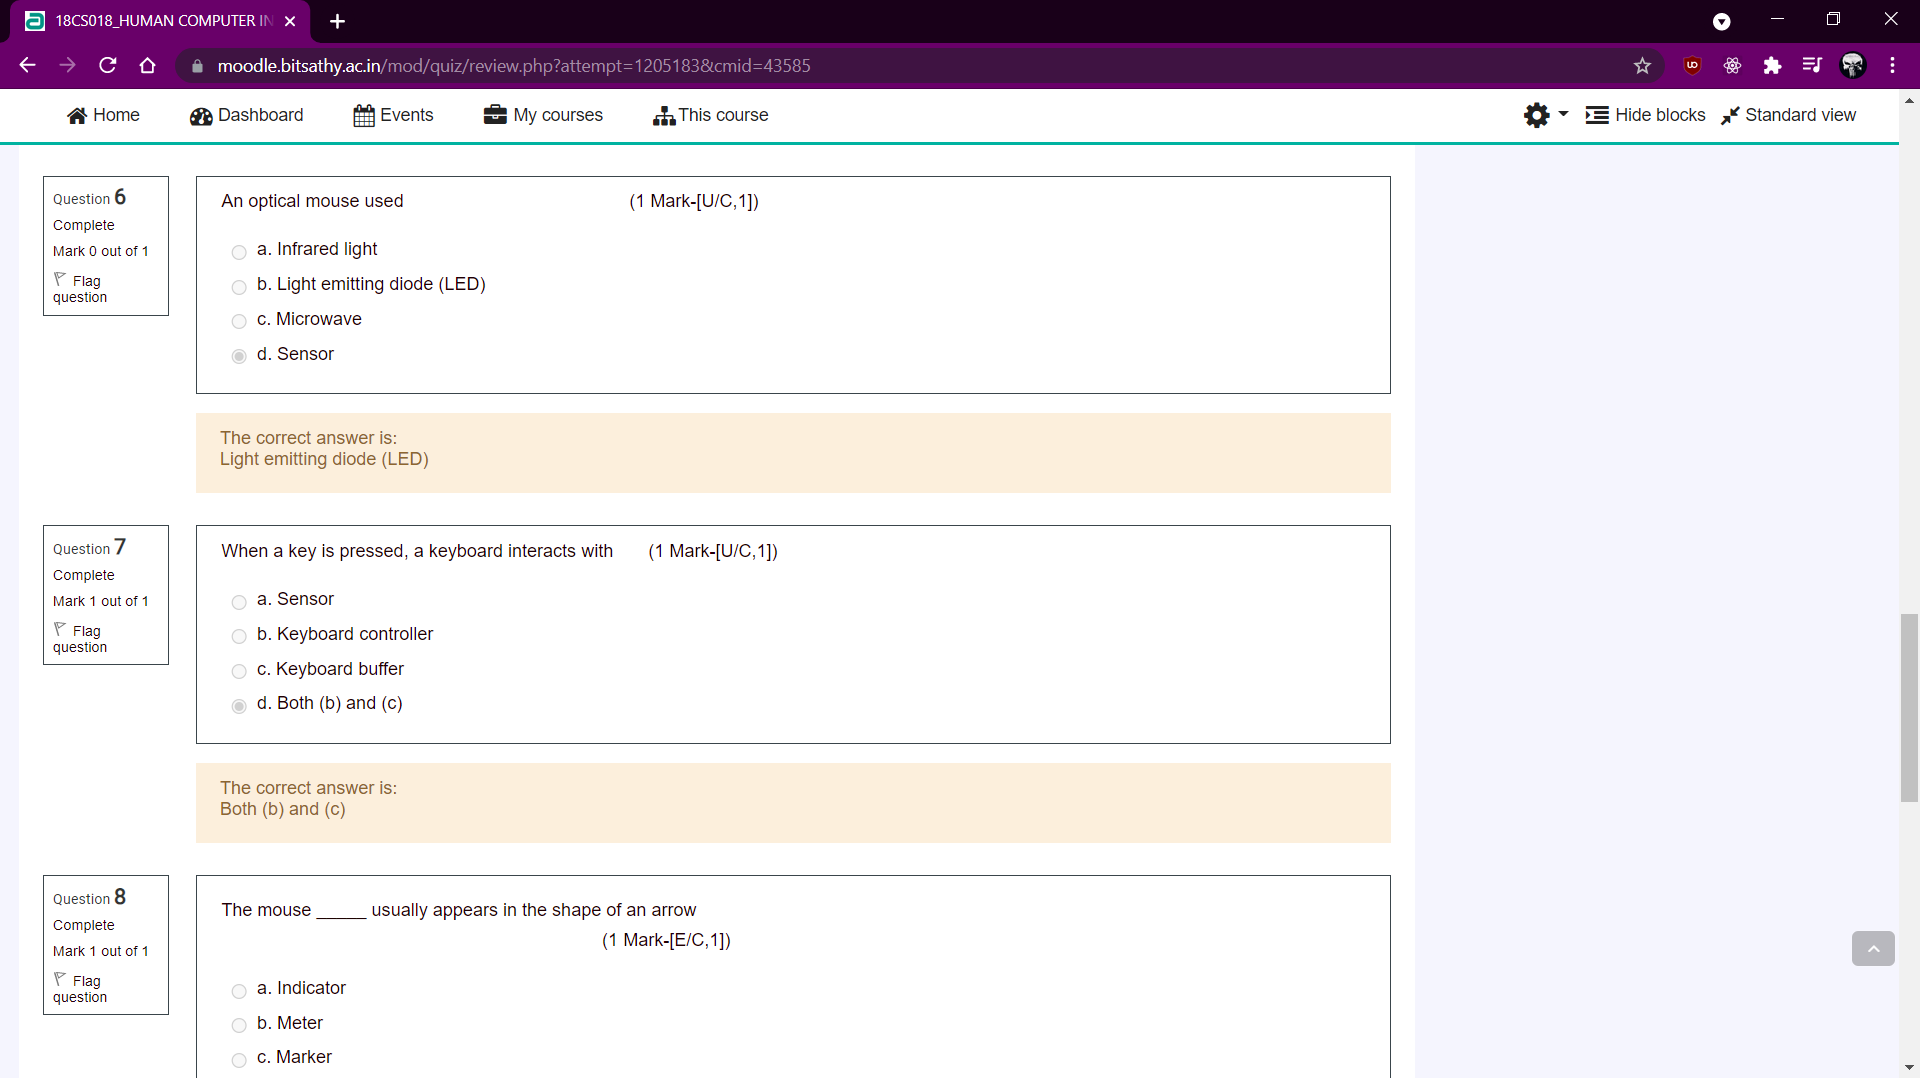 18CS018_HUMAN COMPUTER IN
moodle.bitsathy.ac.in/mod/quiz/review.php?attempt=1205183&cmid=43585
Home Dashboard Events My courses This course Hide blocks Standard view
Question 6
Complete
Mark 0 out of 1
Flag
question
An optical mouse used (1 Mark-[U/C,1])
a. Infrared light
b. Light emitting diode (LED)
c. Microwave
d. Sensor
The correct answer is:
Light emitting diode (LED)
Question 7
Complete
Mark 1 out of 1
Flag
question
When a key is pressed, a keyboard interacts with (1 Mark-[U/C,1])
a. Sensor
b. Keyboard controller
c. Keyboard buffer
d. Both (b) and (c)
The correct answer is:
Both (b) and (c)
Question 8
Complete
Mark 1 out of 1
Flag
question
The mouse _____ usually appears in the shape of an arrow
(1 Mark-[E/C,1])
a. Indicator
b. Meter
c. Marker